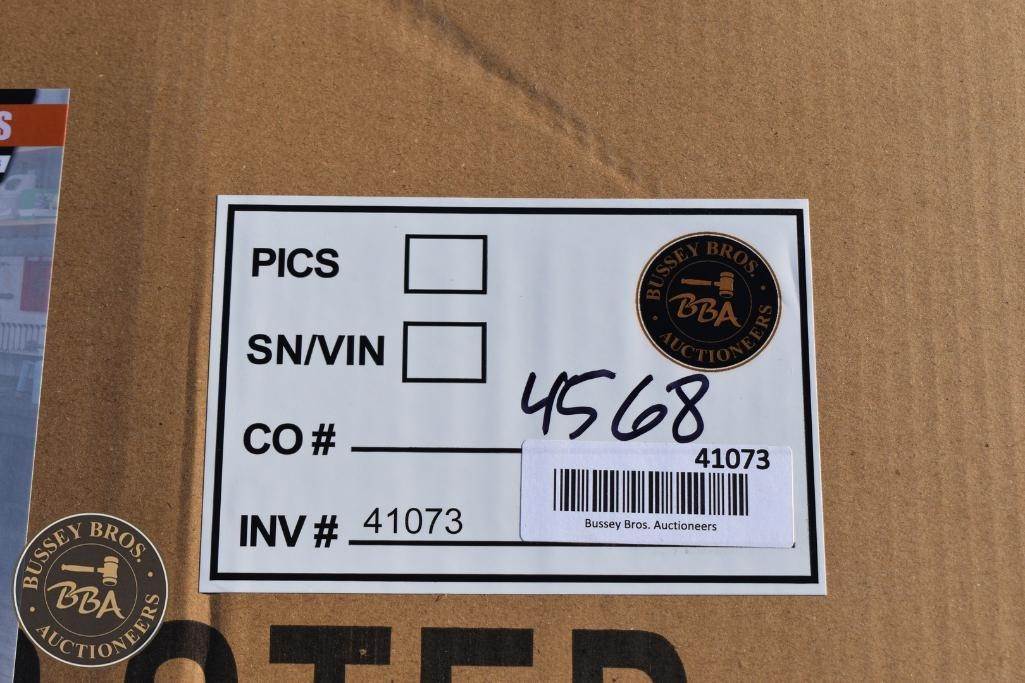 S
PICS
BUSSEY BROS.
BBA
AUCTIONEERS
SN/VIN
4568
CO #
41073
Bussey Bros. Auctioneers
INV # 41073
BUSSEY BROS.
BBA
AUCTIONEERS
OTER